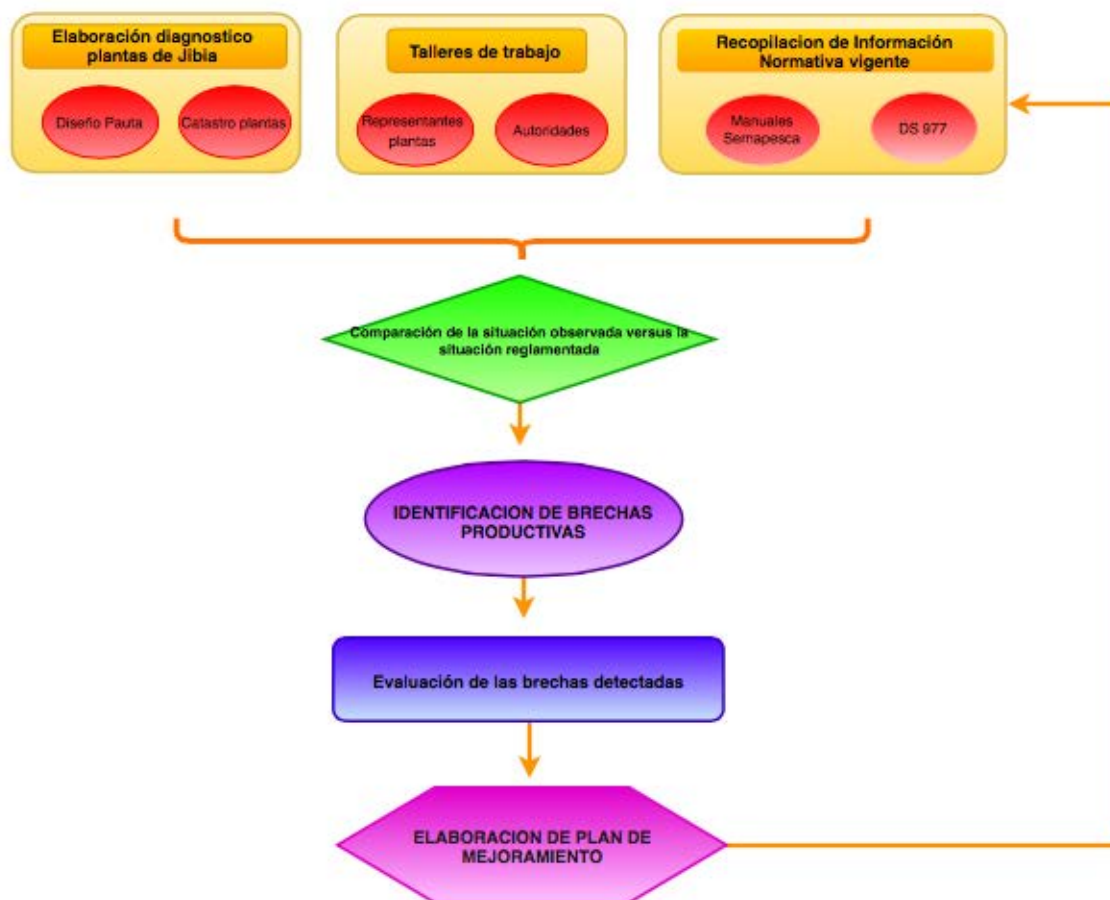 Elaboración diagnostico
plantas de Jibia
Diseño Pauta
Catastro plantas
Talleres de trabajo
Representantes
plantas
Autoridades
Recopilacion de Información
Normativa vigente
Manuales
Sernapesca
DS 977
Comparación de la situación observada versus la
situación reglamentada
IDENTIFICACION DE BRECHAS
PRODUCTIVAS
Evaluación de las brechas detectadas
ELABORACION DE PLAN DE
MEJORAMIENTO